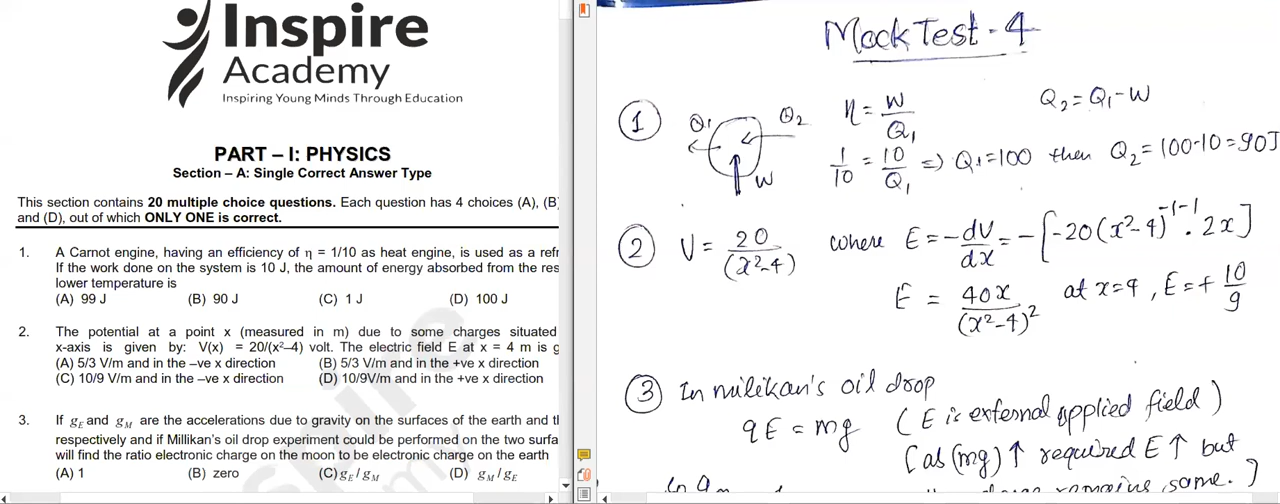 Inspire
Academy
Inspiring Young Minds Through Education
PART – I: PHYSICS
Section – A: Single Correct Answer Type
This section contains 20 multiple choice questions. Each question has 4 choices (A), (B)
and (D), out of which ONLY ONE is correct.
1. A Carnot engine, having an efficiency of η = 1/10 as heat engine, is used as a refr
If the work done on the system is 10 J, the amount of energy absorbed from the res
lower temperature is
(A) 99 J (B) 90 J (C) 1 J (D) 100 J
2. The potential at a point x (measured in m) due to some charges situated
x-axis is given by: V(x) = 20/(x²–4) volt. The electric field E at x = 4 m is g
(A) 5/3 V/m and in the –ve x direction (B) 5/3 V/m and in the +ve x direction
(C) 10/9 V/m and in the –ve x direction (D) 10/9V/m and in the +ve x direction
3. If gE and gM are the accelerations due to gravity on the surfaces of the earth and th
respectively and if Millikan's oil drop experiment could be performed on the two surfa
will find the ratio electronic charge on the moon to be electronic charge on the earth
(A) 1 (B) zero (C) gE / gM (D) gM / gE
Mock Test - 4
① Q1 Q2 W η = W/Q1 Q2 = Q1 – W
1/10 = 10/Q1 ⇒ Q1 = 100 then Q2 = 100-10 = 90J
② V = 20/(x²-4) where E = -dV/dx = -[-20(x²-4)^-1-1 . 2x]
E = 40x/(x²-4)² at x=4, E = + 10/9
③ In milikan's oil drop
qE = mg (E is external applied field)
[as (mg) ↑ required E ↑ but
remains same.]